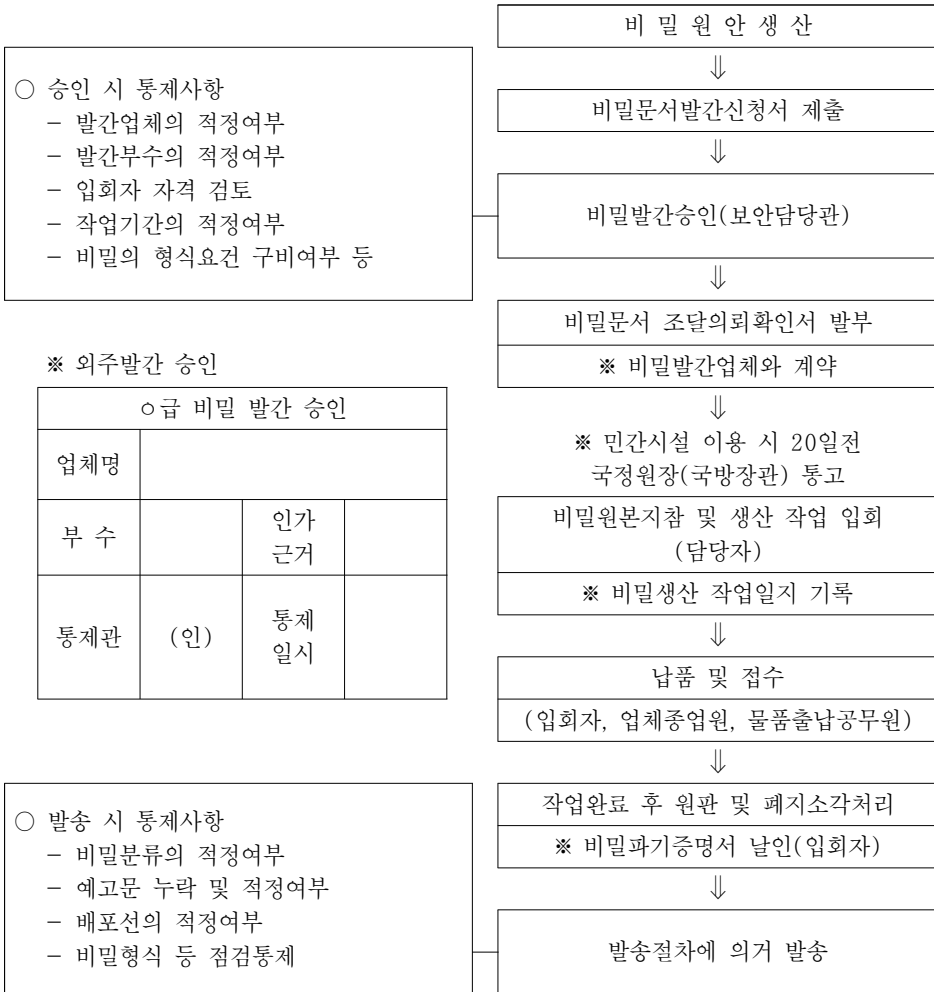 비 밀 원 안 생 산
⇓
비밀문서발간신청서 제출
⇓
○ 승인 시 통제사항
－ 발간업체의 적정여부
－ 발간부수의 적정여부
－ 입회자 자격 검토
－ 작업기간의 적정여부
－ 비밀의 형식요건 구비여부 등
비밀발간승인(보안담당관)
⇓
비밀문서 조달의뢰확인서 발부
※ 비밀발간업체와 계약
⇓
※ 외주발간 승인
ㅇ급 비밀 발간 승인
업체명
부 수
인가
근거
통제관
(인)
통제
일시
※ 민간시설 이용 시 20일전
국정원장(국방장관) 통고
비밀원본지참 및 생산 작업 입회
(담당자)
※ 비밀생산 작업일지 기록
⇓
납품 및 접수
(입회자, 업체종업원, 물품출납공무원)
⇓
작업완료 후 원판 및 폐지소각처리
※ 비밀파기증명서 날인(입회자)
⇓
○ 발송 시 통제사항
－ 비밀분류의 적정여부
－ 예고문 누락 및 적정여부
－ 배포선의 적정여부
－ 비밀형식 등 점검통제
발송절차에 의거 발송